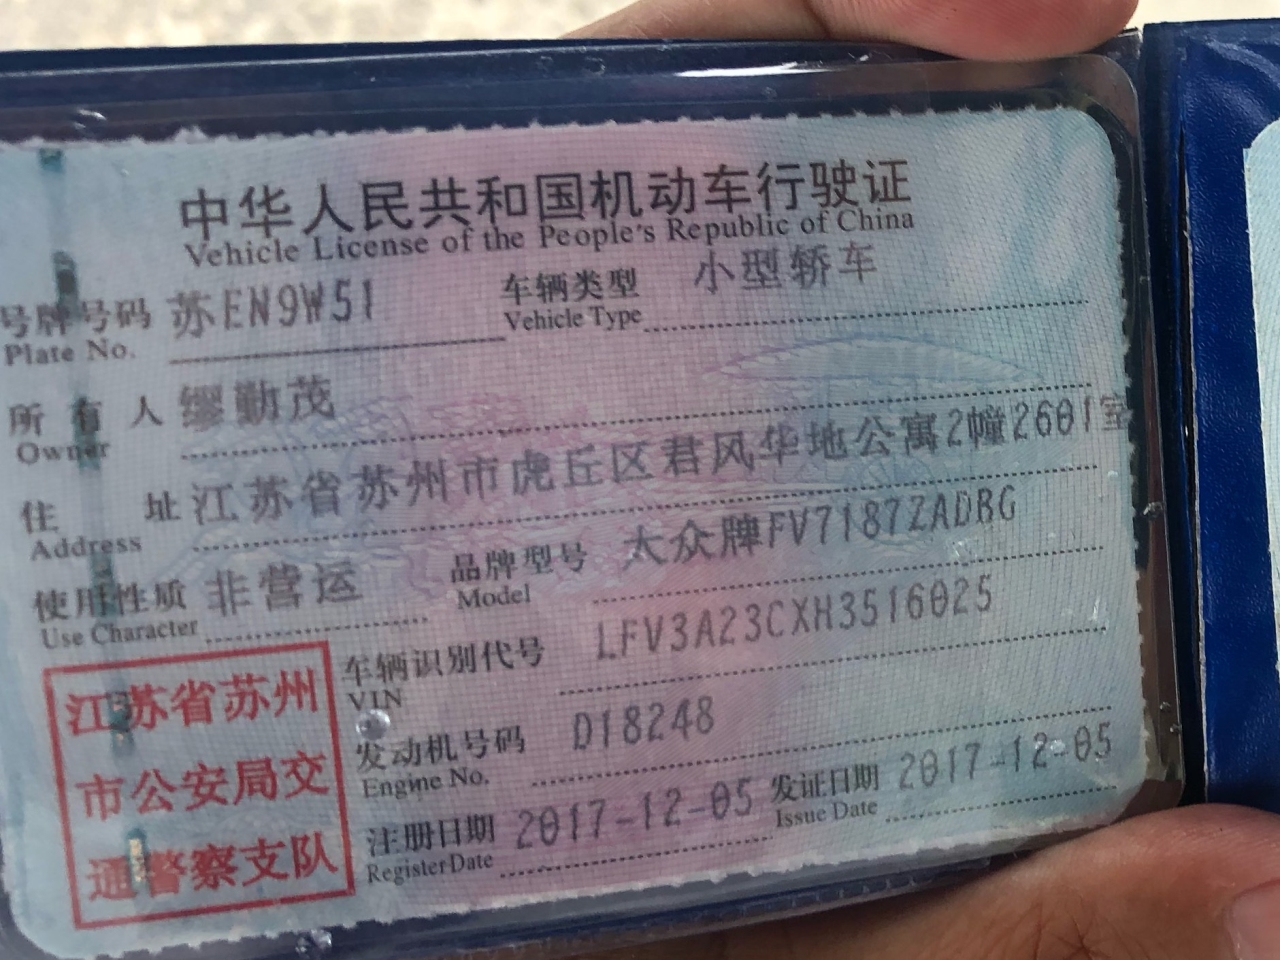 中华人民共和国机动车行驶证
Vehicle License of the People's Republic of China
号牌号码 苏EN9W51 车辆类型 小型轿车
Plate No. Vehicle Type
所有人 缪勤茂
Owner
住址 江苏省苏州市虎丘区君风华地公寓2幢2601室
Address
使用性质 非营运 品牌型号 大众牌FV7187ZADBG
Use Character Model
车辆识别代号 LFV3A23CXH3516025
VIN
发动机号码 D18248
Engine No.
注册日期 2017-12-05 发证日期 2017-12-05
Register Date Issue Date
江苏省苏州
市公安局交
通警察支队